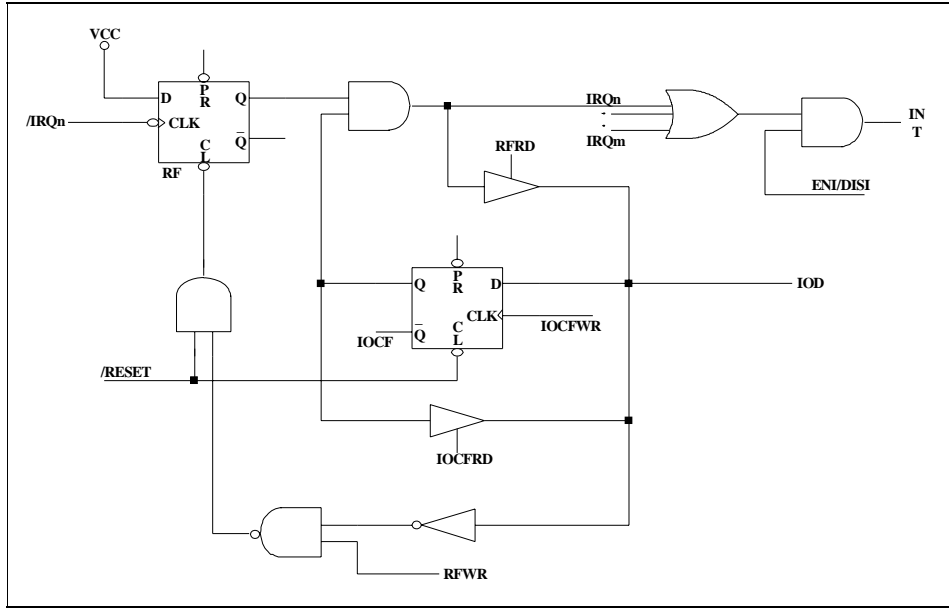 VCC
P
R
D
Q
/IRQn
CLK
C
L
Q
RF
IRQn
IRQm
IN
T
RFRD
ENI/DISI
P
R
Q
D
IOD
CLK
IOCFWR
C
L
Q
IOCF
/RESET
IOCFRD
RFWR